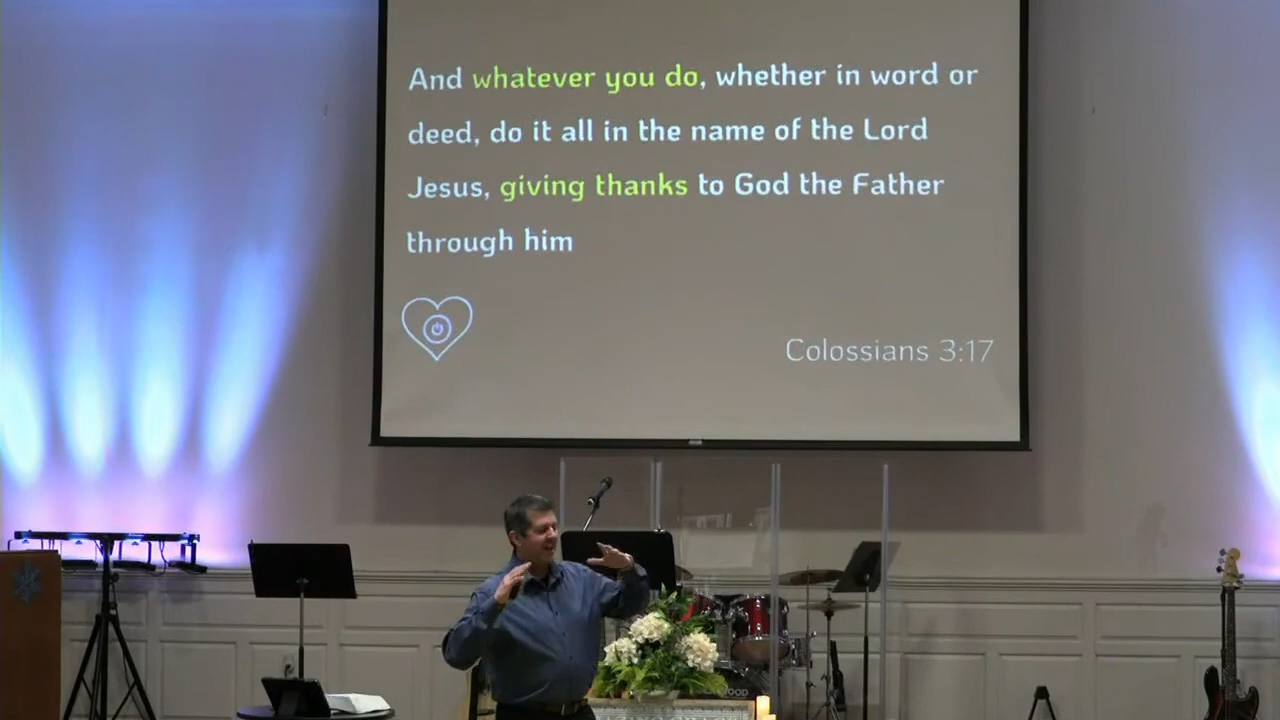 And whatever you do, whether in word or
deed, do it all in the name of the Lord
Jesus, giving thanks to God the Father
through him
Colossians 3:17